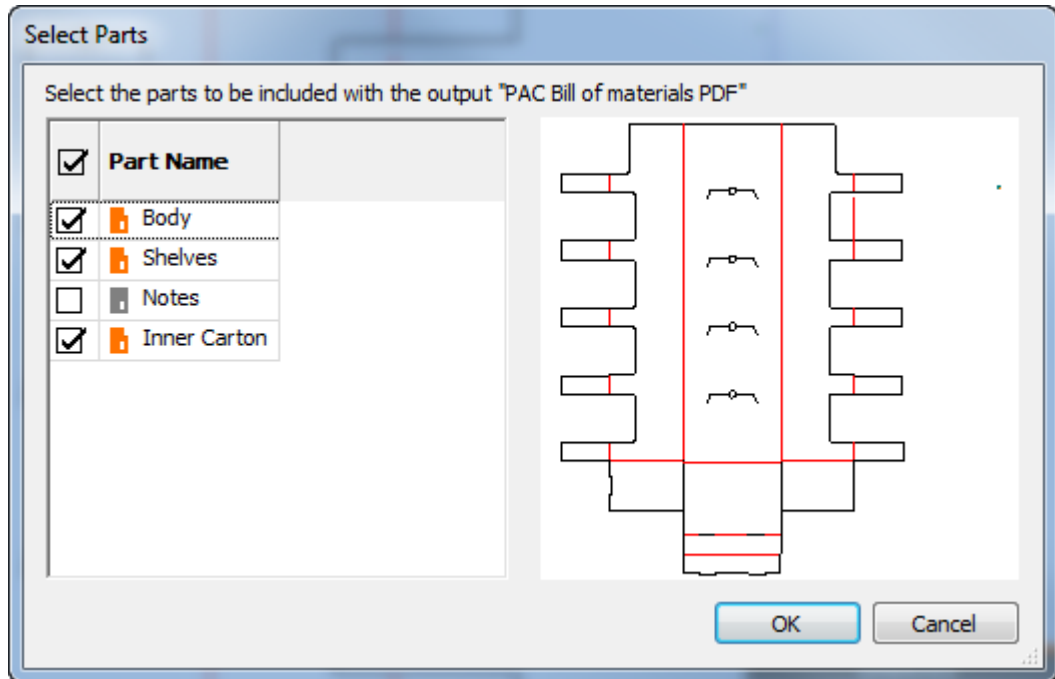 Select Parts
Select the parts to be included with the output "PAC Bill of materials PDF"
Part Name
Body
Shelves
Notes
Inner Carton
OK
Cancel